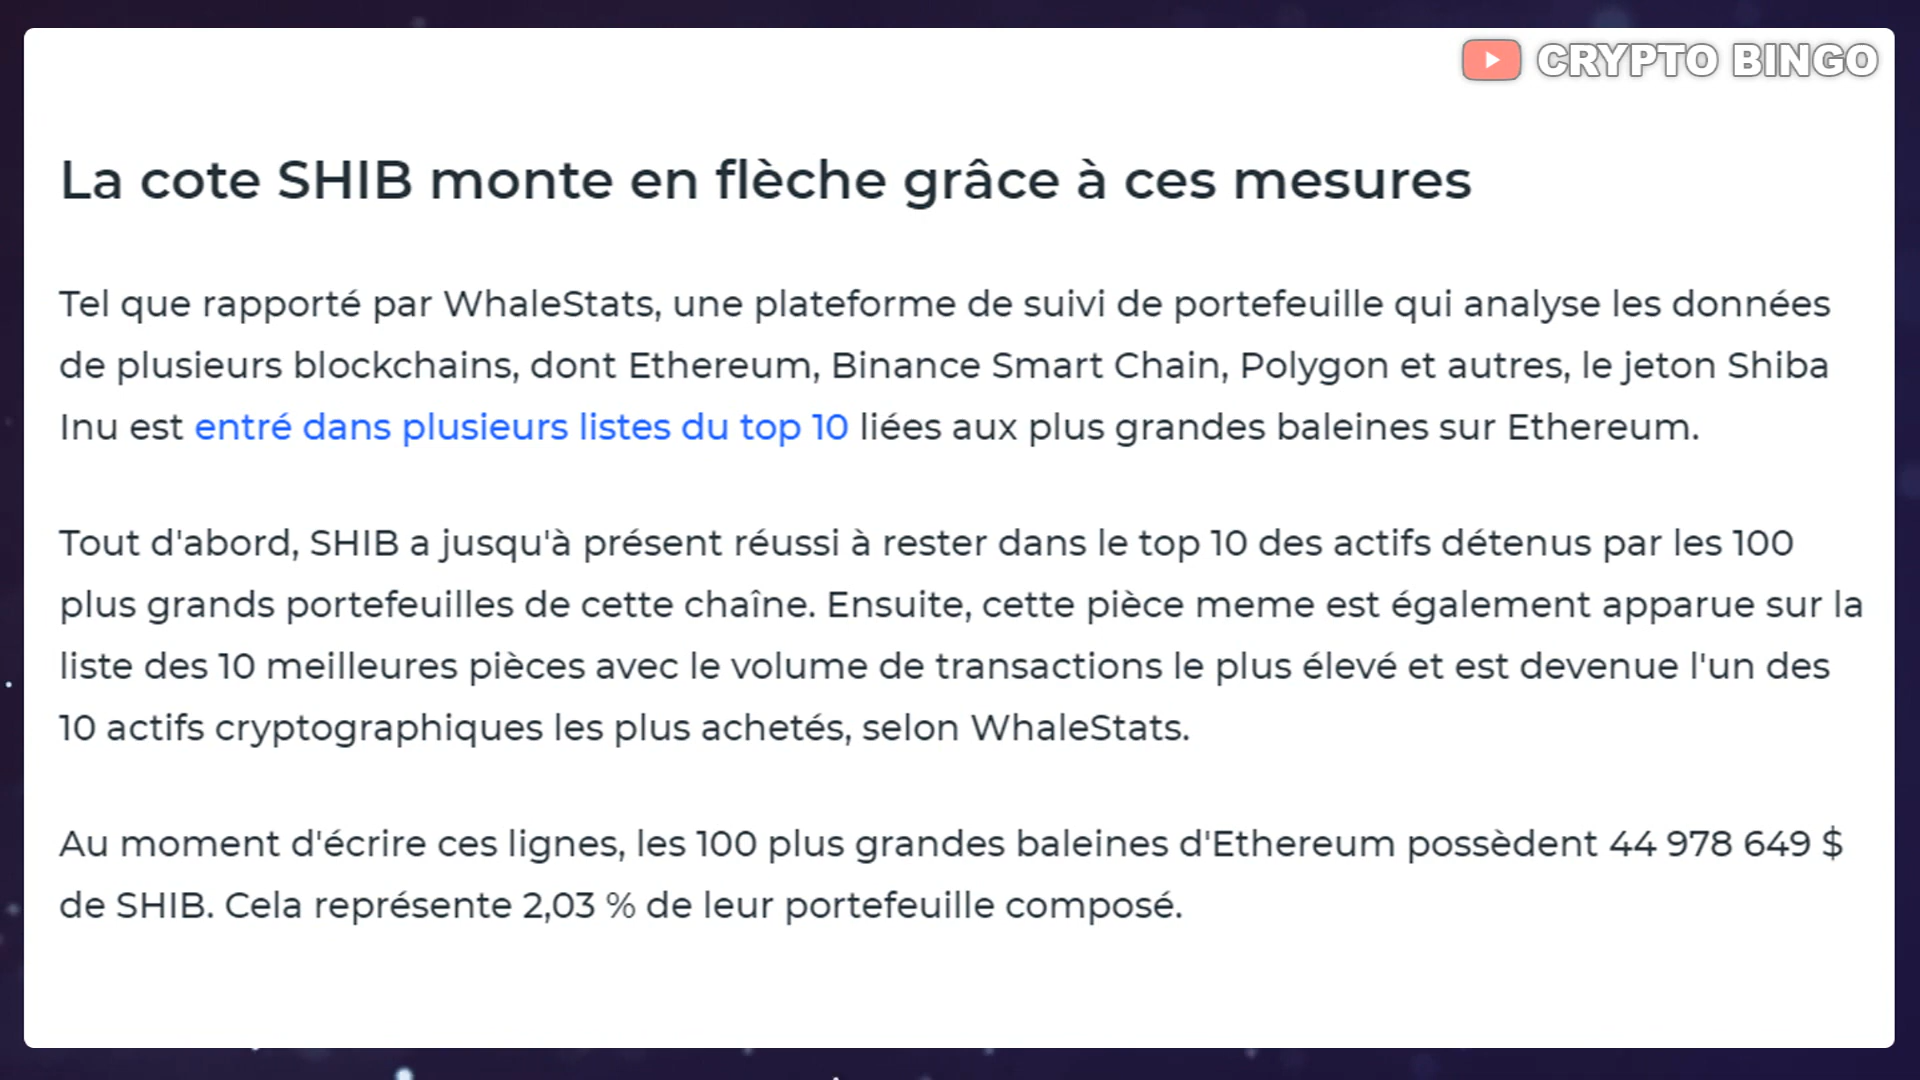 CRYPTO BINGO
La cote SHIB monte en flèche grâce à ces mesures
Tel que rapporté par WhaleStats, une plateforme de suivi de portefeuille qui analyse les données
de plusieurs blockchains, dont Ethereum, Binance Smart Chain, Polygon et autres, le jeton Shiba
Inu est entré dans plusieurs listes du top 10 liées aux plus grandes baleines sur Ethereum.
Tout d'abord, SHIB a jusqu'à présent réussi à rester dans le top 10 des actifs détenus par les 100
plus grands portefeuilles de cette chaîne. Ensuite, cette pièce meme est également apparue sur la
liste des 10 meilleures pièces avec le volume de transactions le plus élevé et est devenue l'un des
10 actifs cryptographiques les plus achetés, selon WhaleStats.
Au moment d'écrire ces lignes, les 100 plus grandes baleines d'Ethereum possèdent 44 978 649 $
de SHIB. Cela représente 2,03 % de leur portefeuille composé.